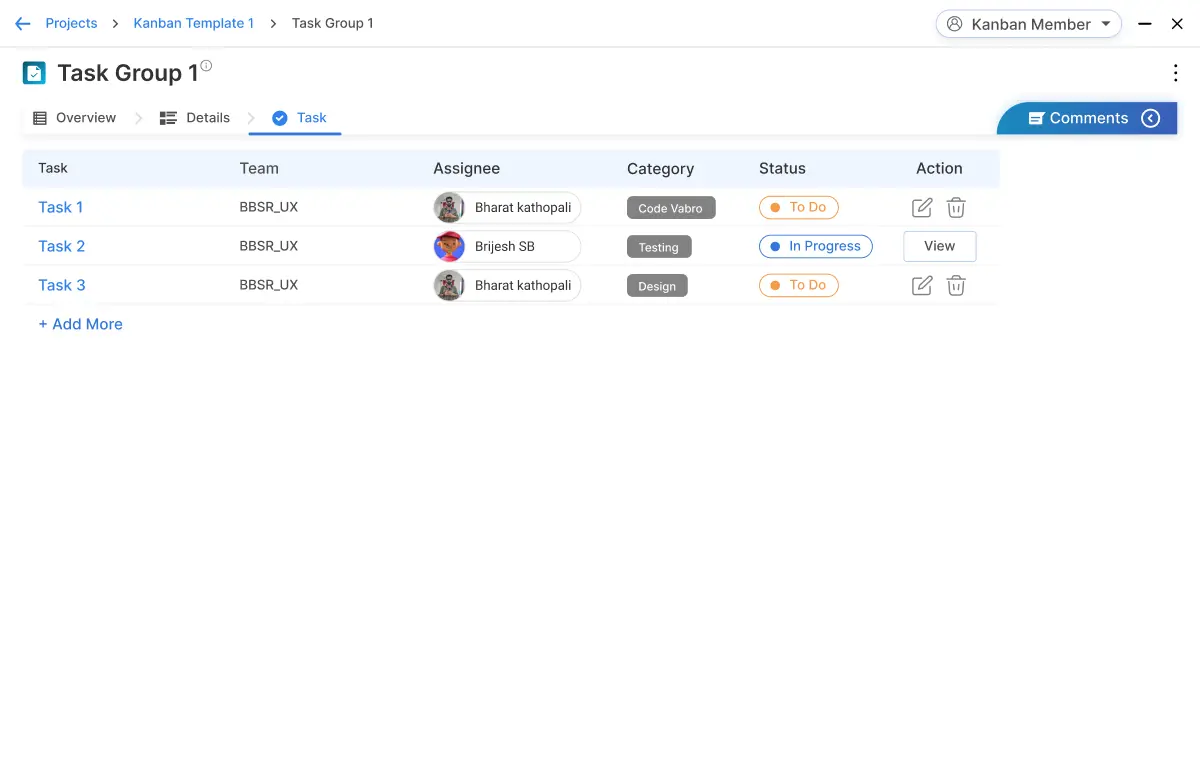 Projects > Kanban Template 1 > Task Group 1
Kanban Member
Task Group 1
Overview > Details > Task
Comments
Task Team Assignee Category Status Action
Task 1 BBSR_UX Bharat kathopali Code Vabro To Do
Task 2 BBSR_UX Brijesh SB Testing In Progress View
Task 3 BBSR_UX Bharat kathopali Design To Do
+ Add More